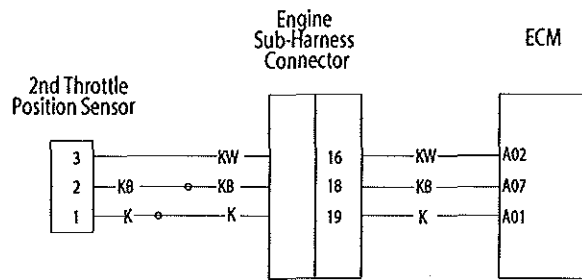 Engine
Sub-Harness
Connector
ECM
2nd Throttle
Position Sensor
3 KW 16 KW A02
2 KB KB 18 KB A07
1 K K 19 K A01